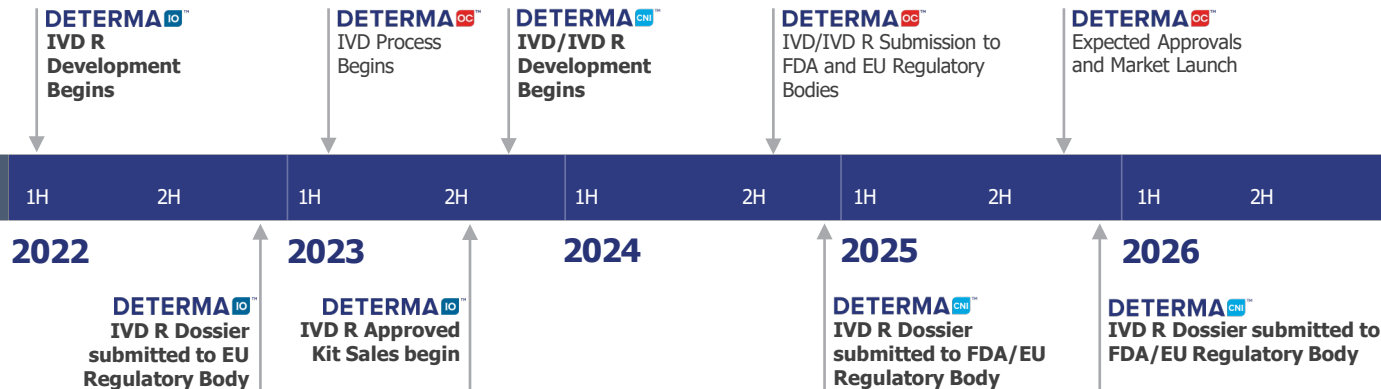 DETERMA IO™
IVD R
Development
Begins
DETERMA OC™
IVD Process
Begins
DETERMA CNI™
IVD/IVD R
Development
Begins
DETERMA OC™
IVD/IVD R Submission to
FDA and EU Regulatory
Bodies
DETERMA OC™
Expected Approvals
and Market Launch
1H 2H 1H 2H 1H 2H 1H 2H 1H 2H
2022 2023 2024 2025 2026
DETERMA IO™
IVD R Dossier
submitted to EU
Regulatory Body
DETERMA IO™
IVD R Approved
Kit Sales begin
DETERMA CNI™
IVD R Dossier
submitted to FDA/EU
Regulatory Body
DETERMA CNI™
IVD R Dossier submitted to
FDA/EU Regulatory Body